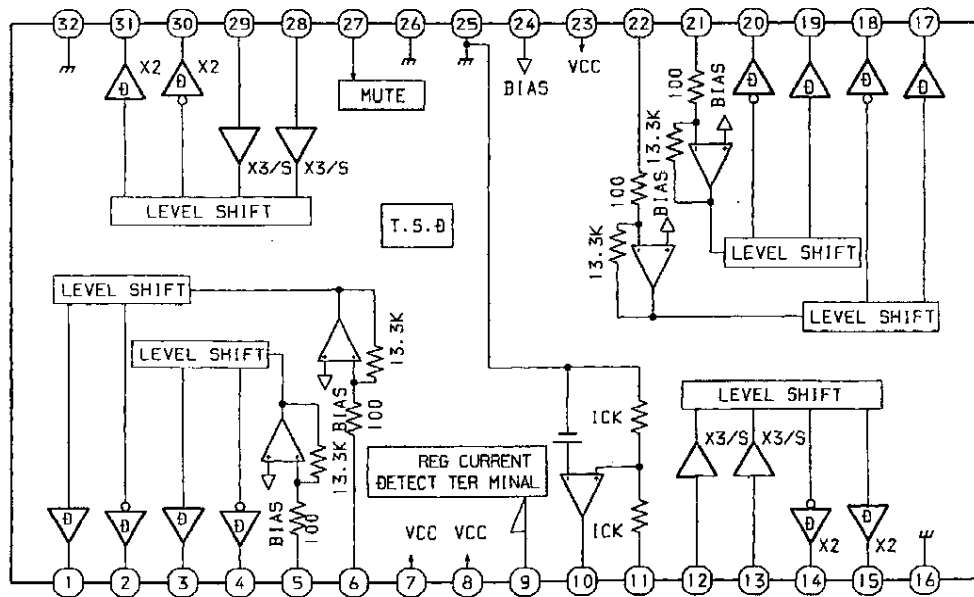 32 31 30 29 28 27 26 25 24 23 22 21 20 19 18 17
X2 X2
BIAS VCC
MUTE
100 BIAS
13.3K
X3/S X3/S
LEVEL SHIFT
T.S.D
100 BIAS
13.3K
LEVEL SHIFT
LEVEL SHIFT
LEVEL SHIFT
LEVEL SHIFT
13.3K
BIAS 100
13.3K
BIAS 100
REG CURRENT
DETECT TER MINAL
1CK
1CK
LEVEL SHIFT
X3/S X3/S
D D D D D D
D D D D D D
X2 X2
VCC VCC
1 2 3 4 5 6 7 8 9 10 11 12 13 14 15 16